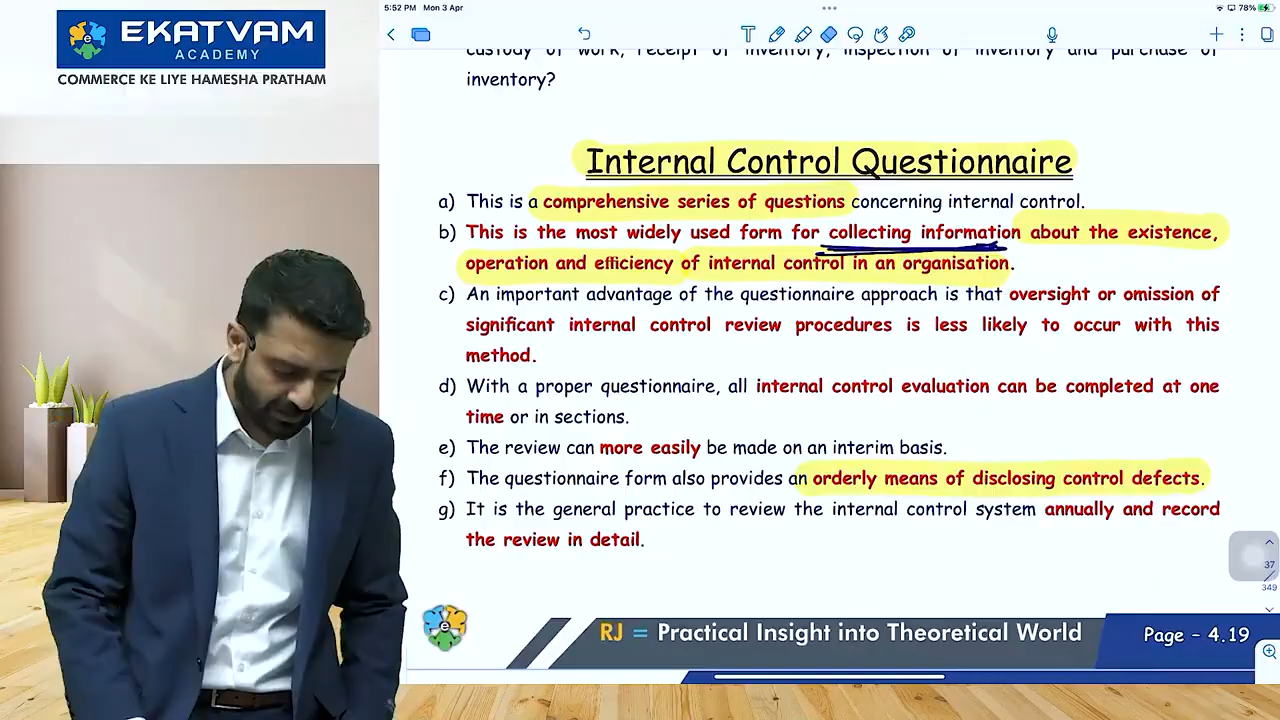 5:52 PM Mon 3 Apr
78%
EKATVAM
ACADEMY
COMMERCE KE LIYE HAMESHA PRATHAM
custody of work, receipt of inventory, inspection of inventory and purchase of
inventory?
Internal Control Questionnaire
a) This is a comprehensive series of questions concerning internal control.
b) This is the most widely used form for collecting information about the existence,
operation and efficiency of internal control in an organisation.
c) An important advantage of the questionnaire approach is that oversight or omission of
significant internal control review procedures is less likely to occur with this
method.
d) With a proper questionnaire, all internal control evaluation can be completed at one
time or in sections.
e) The review can more easily be made on an interim basis.
f) The questionnaire form also provides an orderly means of disclosing control defects.
g) It is the general practice to review the internal control system annually and record
the review in detail.
37
349
e
RJ = Practical Insight into Theoretical World
Page - 4.19